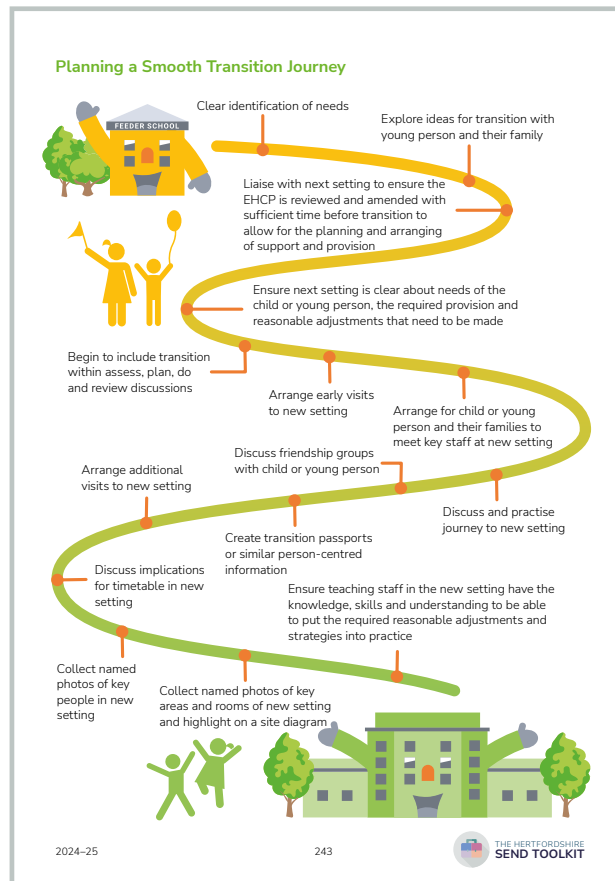 Planning a Smooth Transition Journey
FEEDER SCHOOL
Clear identification of needs
Explore ideas for transition with
young person and their family
Liaise with next setting to ensure the
EHCP is reviewed and amended with
sufficient time before transition to
allow for the planning and arranging
of support and provision
Ensure next setting is clear about needs of the
child or young person, the required provision and
reasonable adjustments that need to be made
Begin to include transition
within assess, plan, do
and review discussions
Arrange early visits
to new setting
Arrange for child or young
person and their families to
meet key staff at new setting
Discuss and practise
journey to new setting
Discuss friendship groups
with child or young person
Create transition passports
or similar person-centred
information
Arrange additional
visits to new setting
Discuss implications
for timetable in new
setting
Collect named
photos of key
people in new
setting
Collect named photos of key
areas and rooms of new setting
and highlight on a site diagram
Ensure teaching staff in the new setting have the
knowledge, skills and understanding to be able
to put the required reasonable adjustments and
strategies into practice
2024–25
243
THE HERTFORDSHIRE
SEND TOOLKIT